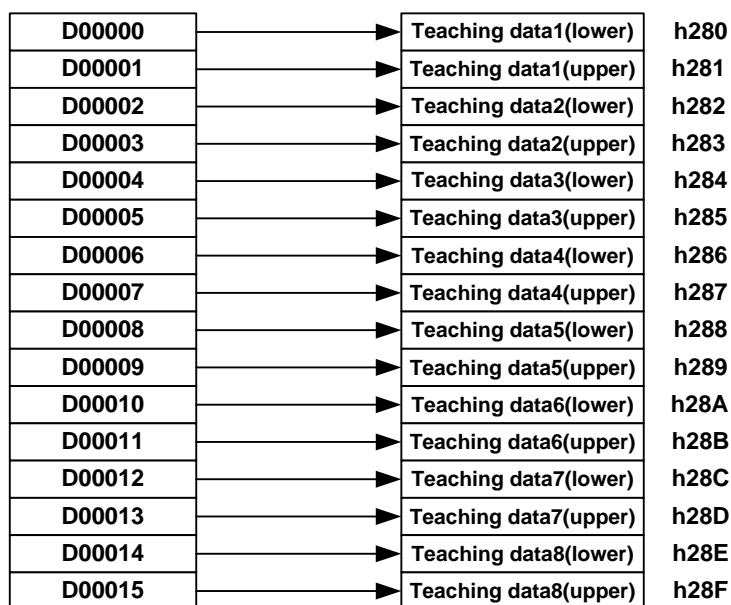 D00000 Teaching data1(lower) h280
D00001 Teaching data1(upper) h281
D00002 Teaching data2(lower) h282
D00003 Teaching data2(upper) h283
D00004 Teaching data3(lower) h284
D00005 Teaching data3(upper) h285
D00006 Teaching data4(lower) h286
D00007 Teaching data4(upper) h287
D00008 Teaching data5(lower) h288
D00009 Teaching data5(upper) h289
D00010 Teaching data6(lower) h28A
D00011 Teaching data6(upper) h28B
D00012 Teaching data7(lower) h28C
D00013 Teaching data7(upper) h28D
D00014 Teaching data8(lower) h28E
D00015 Teaching data8(upper) h28F